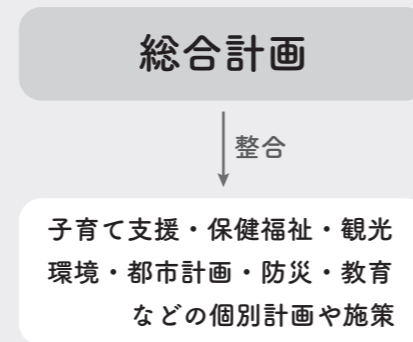 総合計画
整合
子育て支援・保健福祉・観光
環境・都市計画・防災・教育
などの個別計画や施策